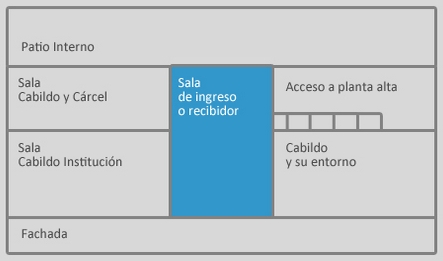 Patio Interno
Sala
Cabildo y Cárcel
Sala
de ingreso
o recibidor
Acceso a planta alta
Sala
Cabildo Institución
Cabildo
y su entorno
Fachada